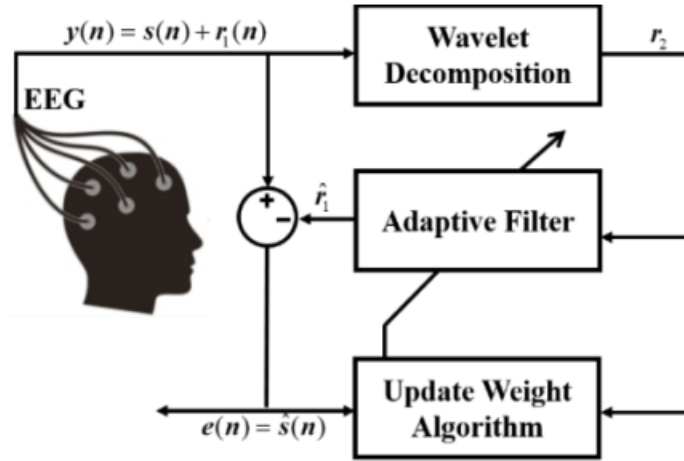 y(n) = s(n) + r₁(n)
Wavelet
Decomposition
r₂
EEG
+
−
r̂₁
Adaptive Filter
e(n) = ŝ(n)
Update Weight
Algorithm